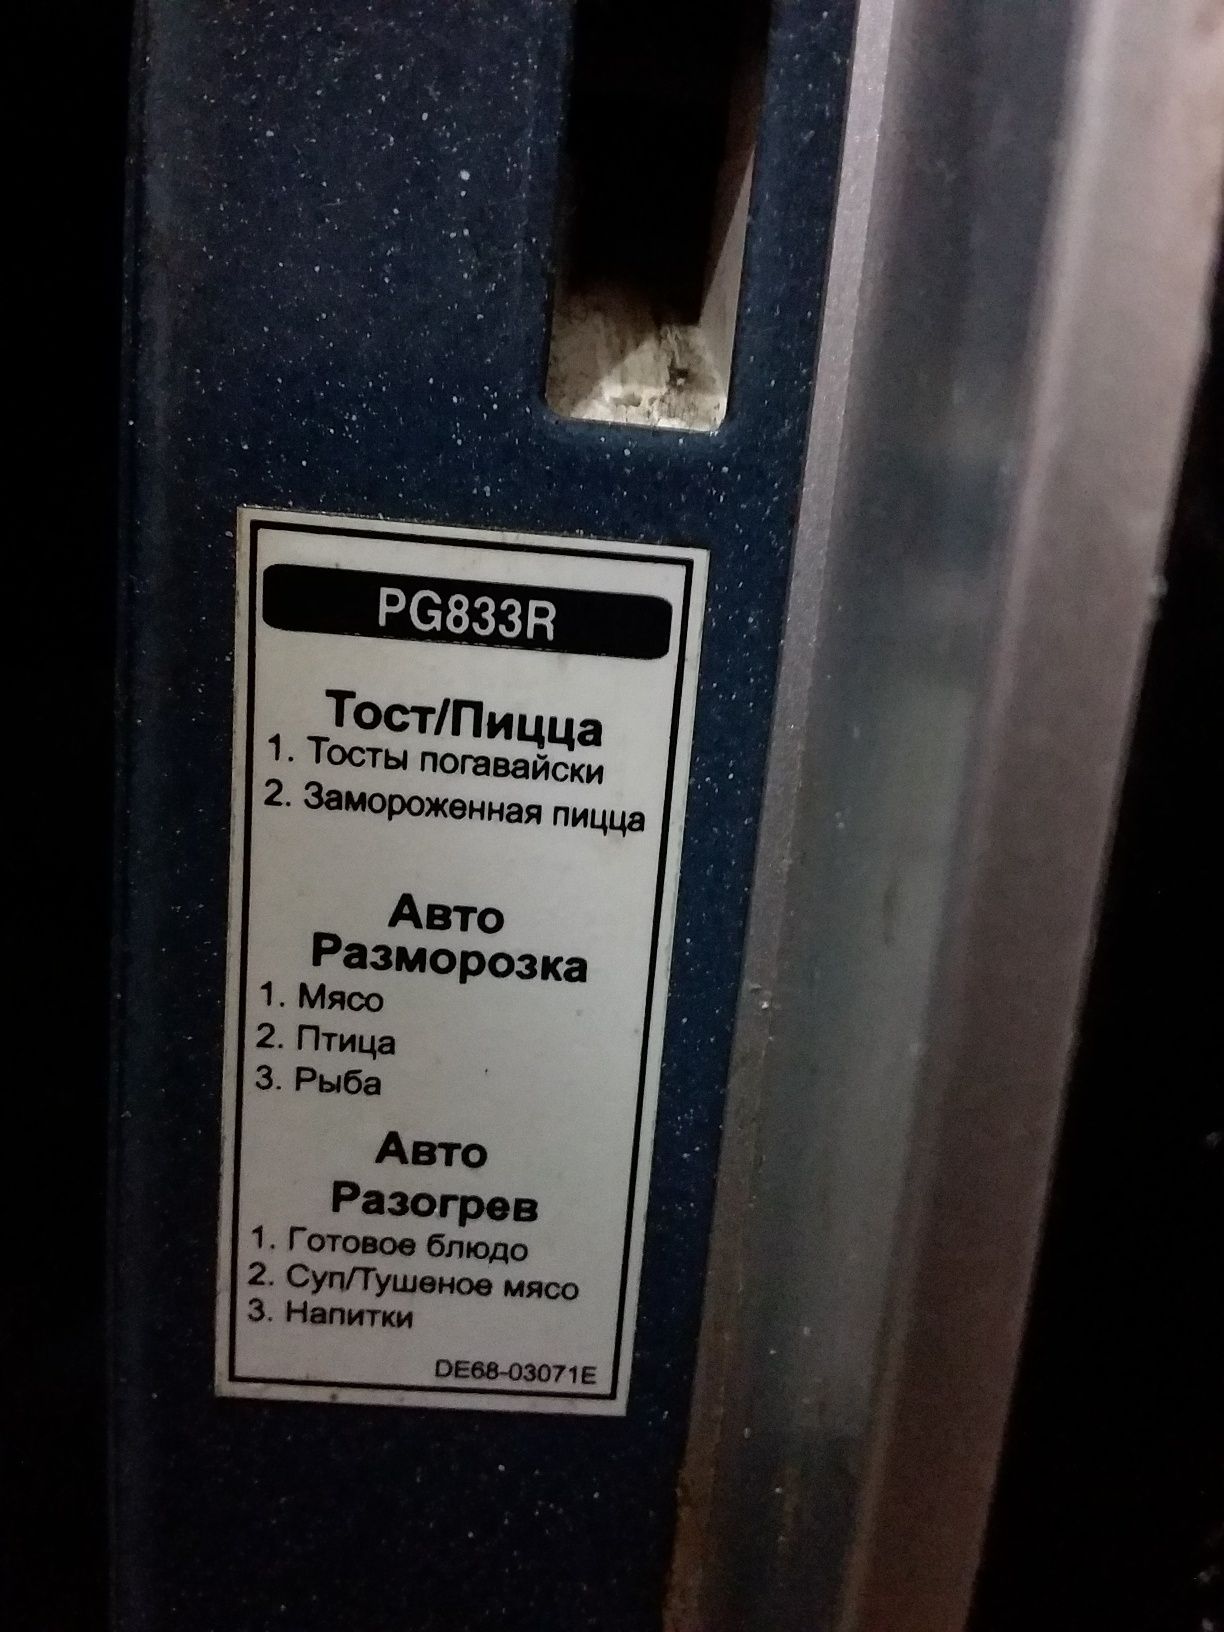 PG833R
Тост/Пицца
1. Тосты погавайски
2. Замороженная пицца
Авто
Разморозка
1. Мясо
2. Птица
3. Рыба
Авто
Разогрев
1. Готовое блюдо
2. Суп/Тушеное мясо
3. Напитки
DE68-03071E